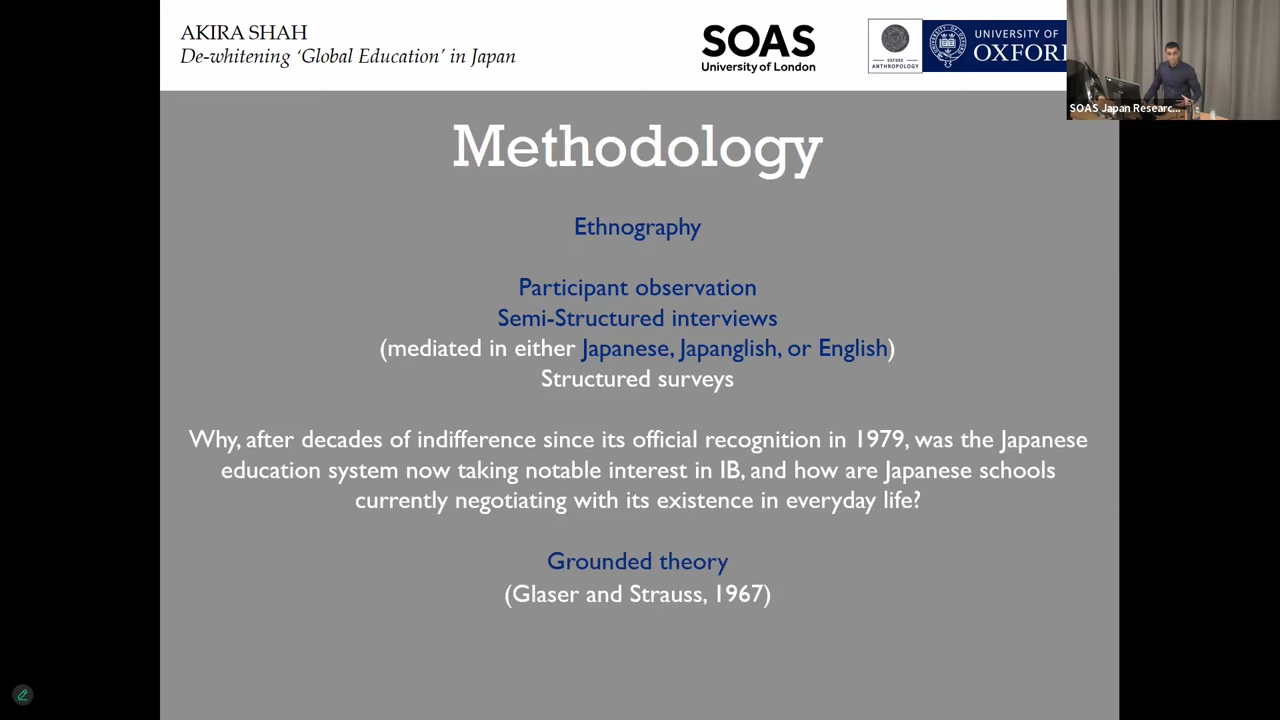 AKIRA SHAH
De-whitening ‘Global Education’ in Japan
SOAS
University of London
OXFORD
ANTHROPOLOGY
UNIVERSITY OF
OXFORD
SOAS Japan Researc...
Methodology
Ethnography
Participant observation
Semi-Structured interviews
(mediated in either Japanese, Japanglish, or English)
Structured surveys
Why, after decades of indifference since its official recognition in 1979, was the Japanese
education system now taking notable interest in IB, and how are Japanese schools
currently negotiating with its existence in everyday life?
Grounded theory
(Glaser and Strauss, 1967)